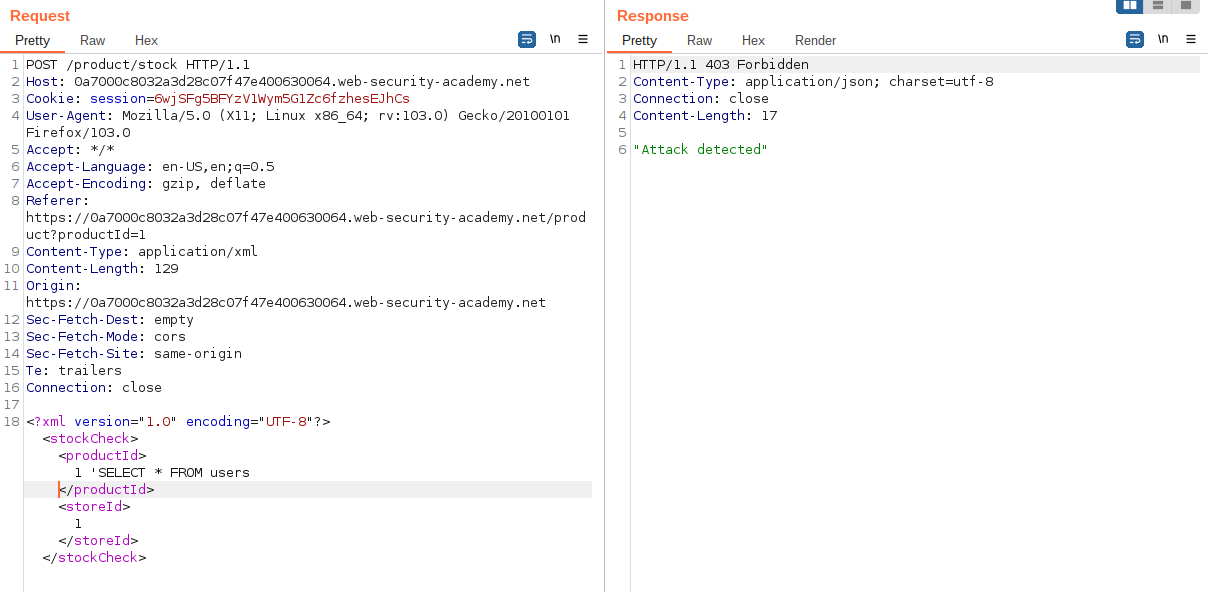 Request
Pretty Raw Hex
\n
1 POST /product/stock HTTP/1.1
2 Host: 0a7000c8032a3d28c07f47e400630064.web-security-academy.net
3 Cookie: session=6wjSFg5BFYzV1Wym5G1Zc6fzhesEJhCs
4 User-Agent: Mozilla/5.0 (X11; Linux x86_64; rv:103.0) Gecko/20100101
Firefox/103.0
5 Accept: */*
6 Accept-Language: en-US,en;q=0.5
7 Accept-Encoding: gzip, deflate
8 Referer:
https://0a7000c8032a3d28c07f47e400630064.web-security-academy.net/prod
uct?productId=1
9 Content-Type: application/xml
10 Content-Length: 129
11 Origin:
https://0a7000c8032a3d28c07f47e400630064.web-security-academy.net
12 Sec-Fetch-Dest: empty
13 Sec-Fetch-Mode: cors
14 Sec-Fetch-Site: same-origin
15 Te: trailers
16 Connection: close
17
18 <?xml version="1.0" encoding="UTF-8"?>
<stockCheck>
<productId>
1 'SELECT * FROM users
</productId>
<storeId>
1
</storeId>
</stockCheck>
Response
Pretty Raw Hex Render
\n
1 HTTP/1.1 403 Forbidden
2 Content-Type: application/json; charset=utf-8
3 Connection: close
4 Content-Length: 17
5
6 "Attack detected"